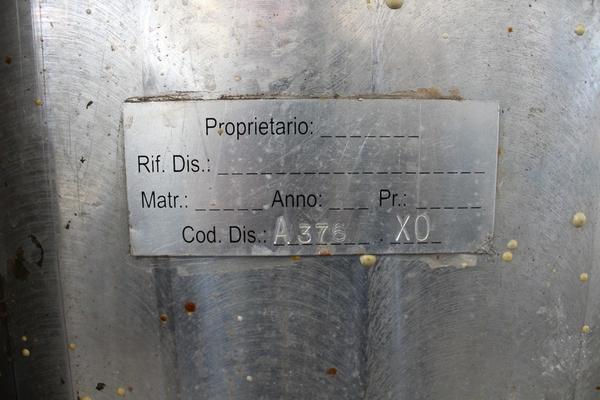 Proprietario: _ _ _ _ _ _ _
Rif. Dis.: _ _ _ _ _ _ _ _ _ _ _ _ _ _ _ _ _ _ _
Matr.: _ _ _ _ _ Anno: _ _ _ Pr.: _ _ _ _ _
Cod. Dis.: A 376 _ _ . XO _